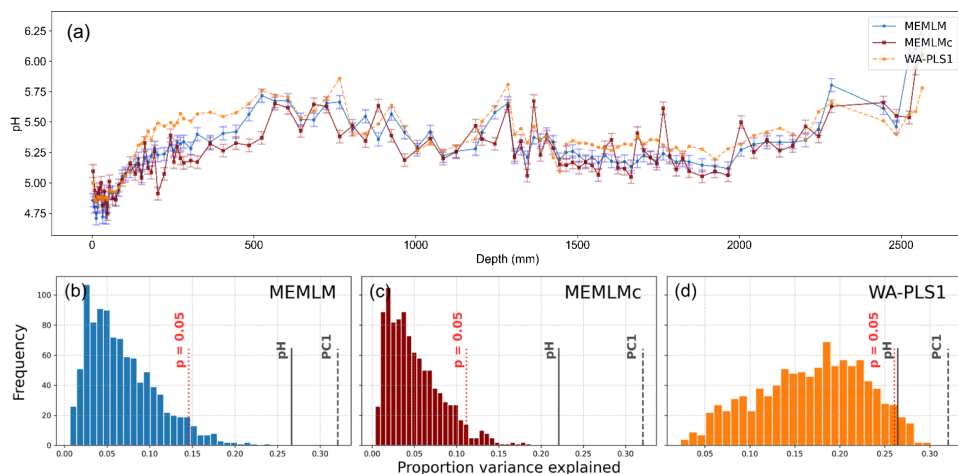 (a)
MEMLM
MEMLMc
WA-PLS1
pH
6.25
6.00
5.75
5.50
5.25
5.00
4.75
0 500 1000 1500 2000 2500
Depth (mm)
(b) MEMLM
(c) MEMLMc
(d) WA-PLS1
Frequency
100
80
60
40
20
0
p = 0.05
pH
PC1
p = 0.05
pH
PC1
p = 0.05
pH
PC1
0.00 0.05 0.10 0.15 0.20 0.25 0.30
0.00 0.05 0.10 0.15 0.20 0.25 0.30
0.05 0.10 0.15 0.20 0.25 0.30
Proportion variance explained